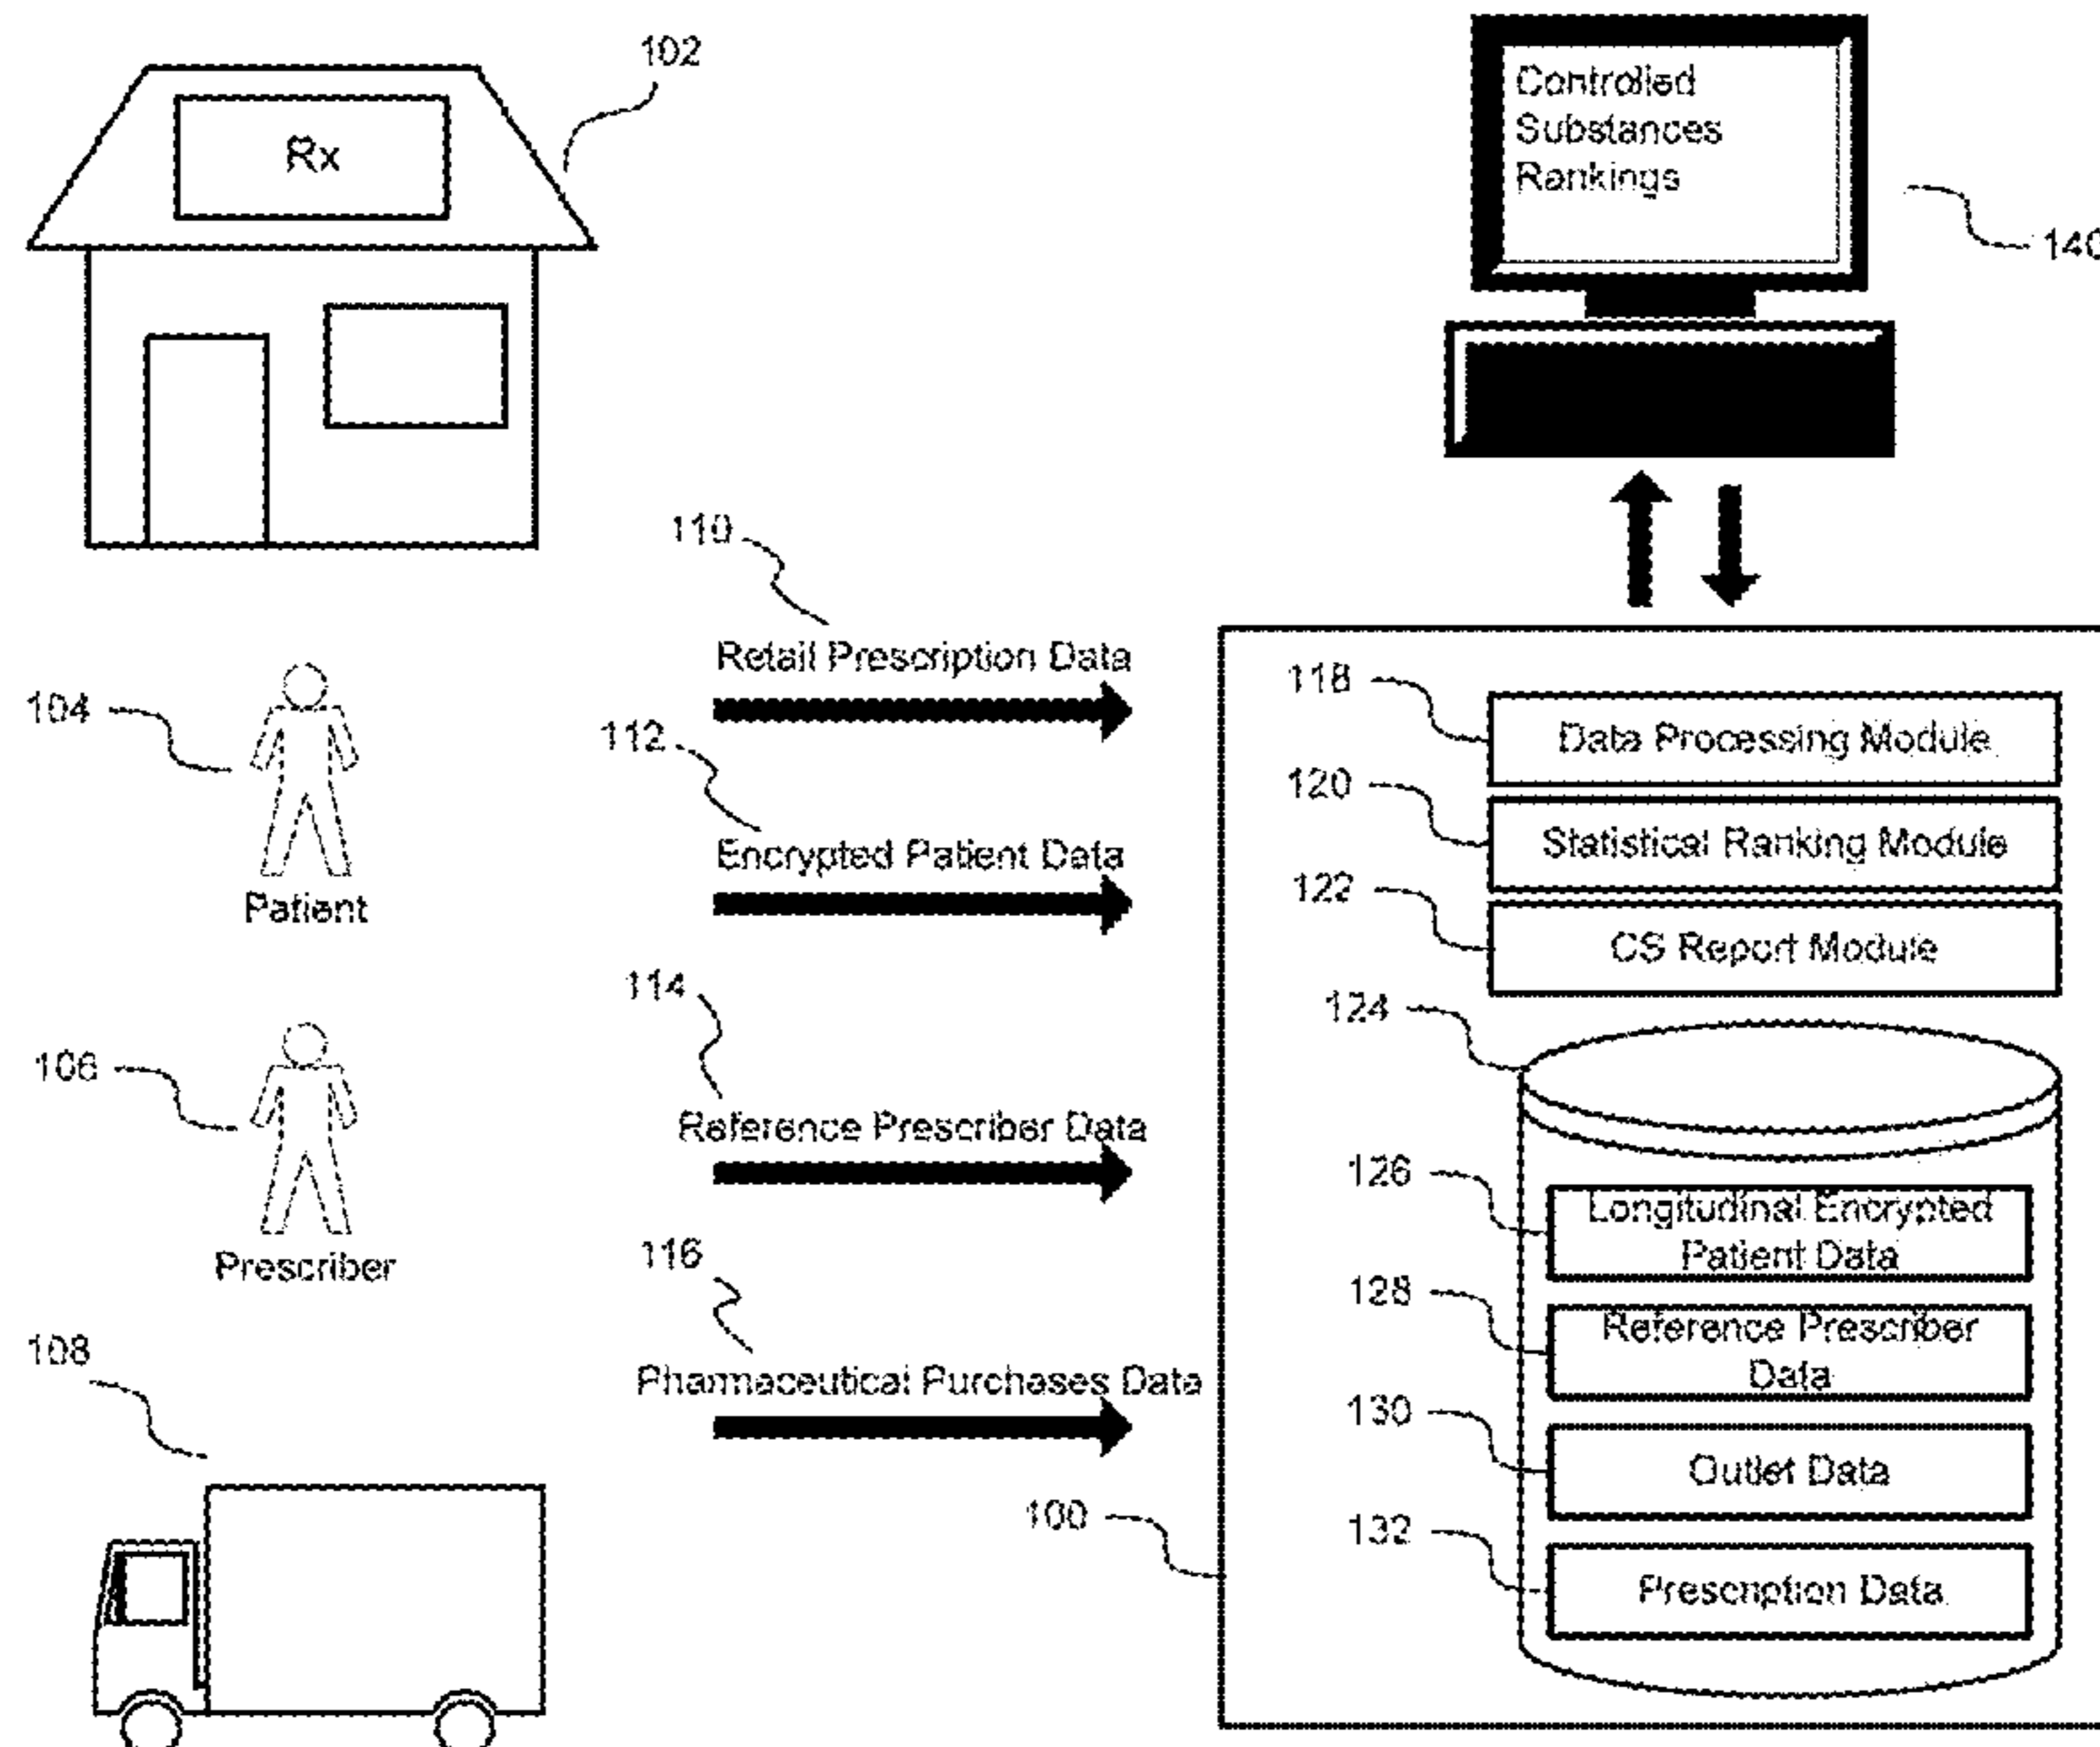 102
Rx
Controlled
Substances
Rankings
140
110
Retail Prescription Data
104
Patient
112
Encrypted Patient Data
118
Data Processing Module
120
Statistical Ranking Module
122
CS Report Module
114
Reference Prescriber Data
106
Prescriber
124
116
Pharmaceutical Purchases Data
126
Longitudinal Encrypted
Patient Data
128
Reference Prescriber
Data
130
Outlet Data
132
Prescription Data
108
100